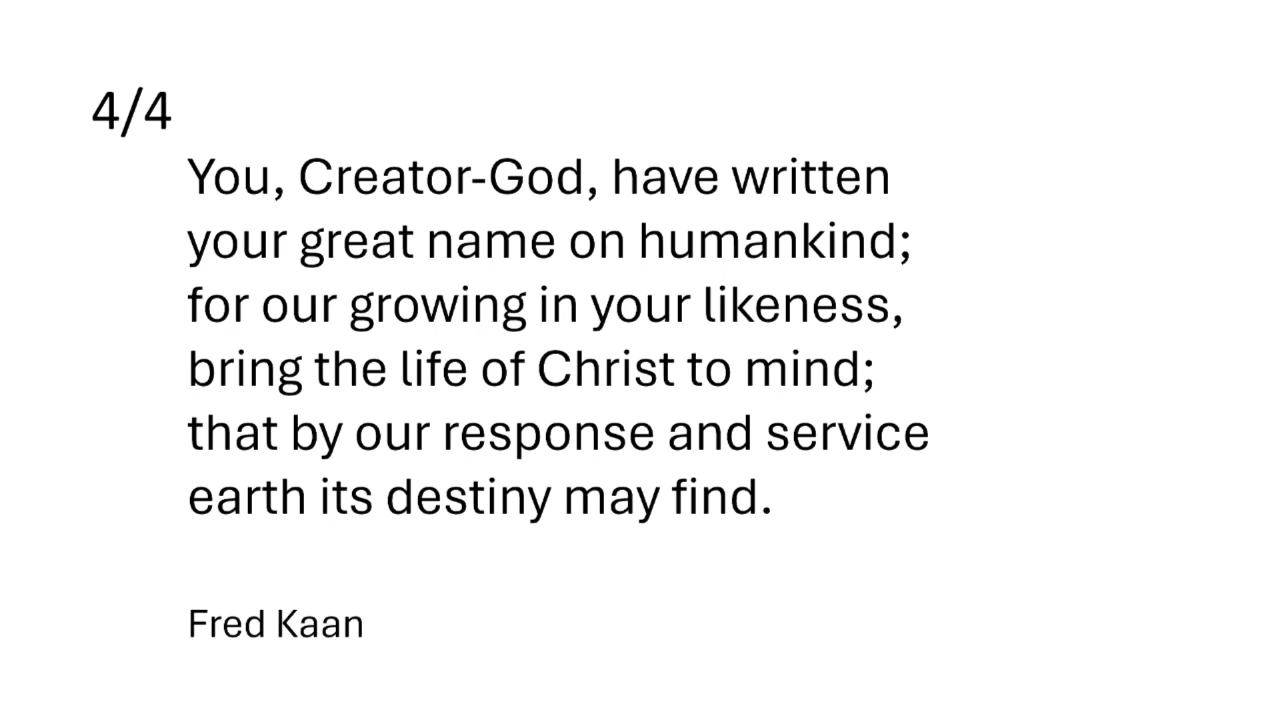 4/4
You, Creator-God, have written
your great name on humankind;
for our growing in your likeness,
bring the life of Christ to mind;
that by our response and service
earth its destiny may find.
Fred Kaan